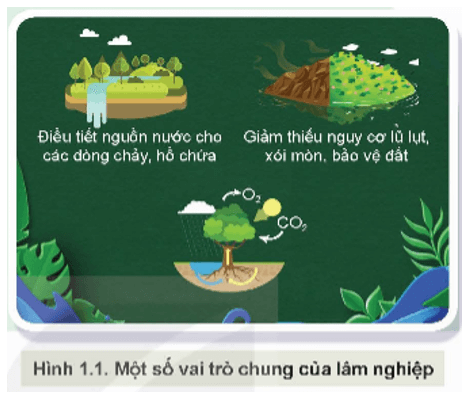 Điều tiết nguồn nước cho
các dòng chảy, hồ chứa
Giảm thiểu nguy cơ lũ lụt,
xói mòn, bảo vệ đất
O₂
CO₂
Hình 1.1. Một số vai trò chung của lâm nghiệp